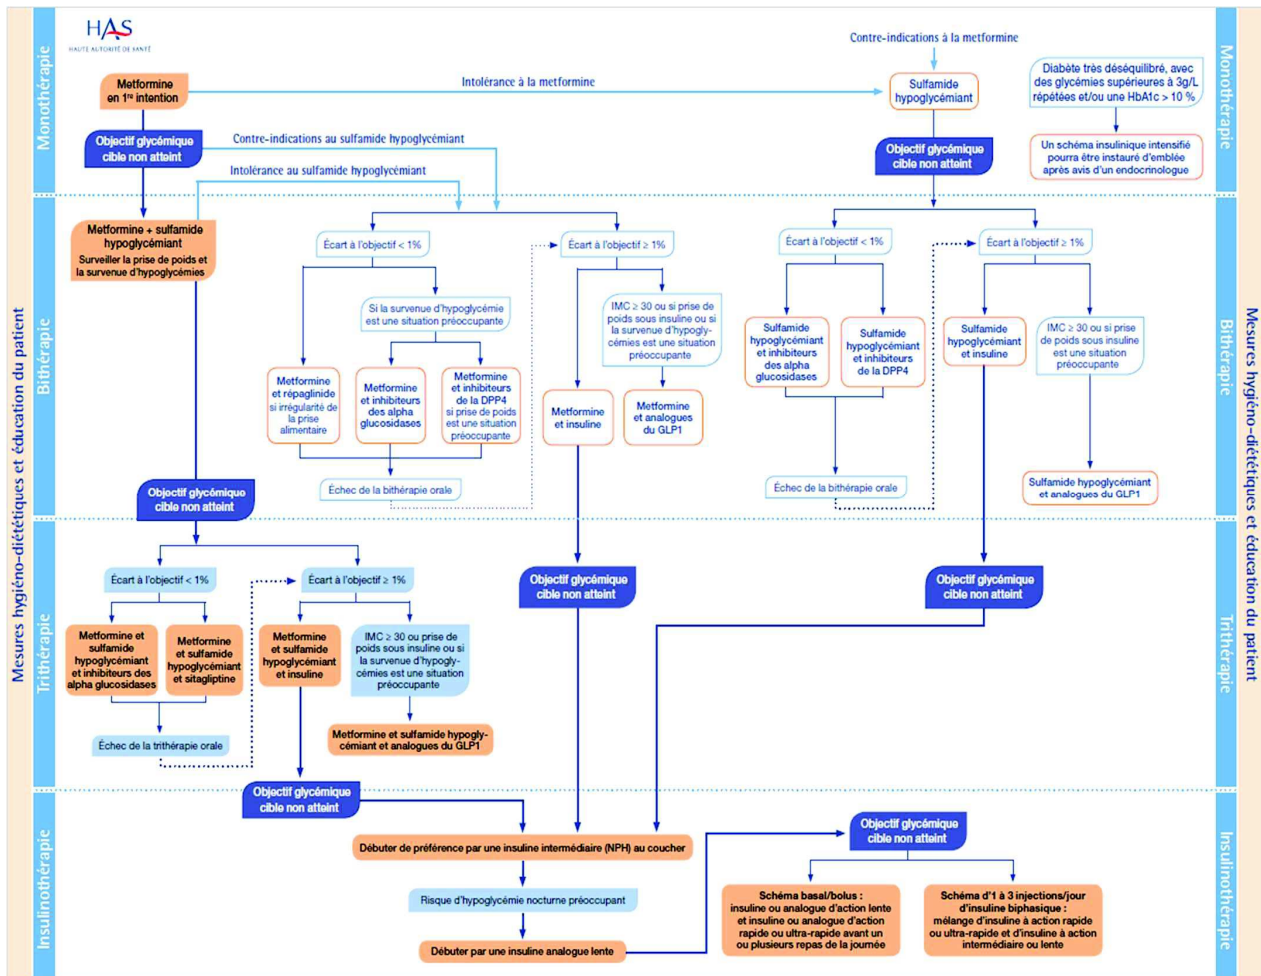 HAS
HAUTE AUTORITÉ DE SANTÉ
Mesures hygiéno-diététiques et éducation du patient
Monothérapie
Metformine
en 1re intention
Intolérance à la metformine
Contre-indications à la metformine
Sulfamide
hypoglycémiant
Diabète très déséquilibré, avec
des glycémies supérieures à 3g/L
répétées et/ou une HbA1c > 10 %
Un schéma insulinique intensifié
pourra être instauré d'emblée
après avis d'un endocrinologue
Objectif glycémique
cible non atteint
Contre-indications au sulfamide hypoglycémiant
Intolérance au sulfamide hypoglycémiant
Objectif glycémique
cible non atteint
Monothérapie
Bithérapie
Metformine + sulfamide
hypoglycémiant
Surveiller la prise de poids et
la survenue d'hypoglycémies
Écart à l'objectif < 1%
Si la survenue d'hypoglycémie
est une situation préoccupante
Metformine
et répaglinide
si irrégularité de
la prise
alimentaire
Metformine
et inhibiteurs
des alpha
glucosidases
Metformine
et inhibiteurs
de la DPP4
si prise de poids
est une situation
préoccupante
Échec de la bithérapie orale
Écart à l'objectif ≥ 1%
IMC ≥ 30 ou si prise de
poids sous insuline ou si
la survenue d'hypogly-
cémies est une situation
préoccupante
Metformine
et insuline
Metformine
et analogues
du GLP1
Écart à l'objectif < 1%
Sulfamide
hypoglycémiant
et inhibiteurs
des alpha
glucosidases
Sulfamide
hypoglycémiant
et inhibiteurs
de la DPP4
Échec de la bithérapie orale
Écart à l'objectif ≥ 1%
Sulfamide
hypoglycémiant
et insuline
IMC ≥ 30 ou si prise
de poids sous insuline
est une situation
préoccupante
Sulfamide hypoglycémiant
et analogues du GLP1
Bithérapie
Objectif glycémique
cible non atteint
Trithérapie
Écart à l'objectif < 1%
Metformine et
sulfamide
hypoglycémiant
et inhibiteurs des
alpha glucosidases
Metformine
et sulfamide
hypoglycémiant
et sitagliptine
Échec de la trithérapie orale
Écart à l'objectif ≥ 1%
Metformine
et sulfamide
hypoglycémiant
et insuline
IMC ≥ 30 ou prise de
poids sous insuline ou si
la survenue d'hypogly-
cémies est une situation
préoccupante
Metformine et sulfamide hypogly-
cémiant et analogues du GLP1
Objectif glycémique
cible non atteint
Objectif glycémique
cible non atteint
Trithérapie
Objectif glycémique
cible non atteint
Insulinothérapie
Débuter de préférence par une insuline intermédiaire (NPH) au coucher
Risque d'hypoglycémie nocturne préoccupant
Débuter par une insuline analogue lente
Objectif glycémique
cible non atteint
Schéma basal/bolus :
insuline ou analogue d'action lente
et insuline ou analogue d'action
rapide ou ultra-rapide avant un
ou plusieurs repas de la journée
Schéma d'1 à 3 injections/jour
d'insuline biphasique :
mélange d'insuline à action rapide
ou ultra-rapide et d'insuline à action
intermédiaire ou lente
Insulinothérapie
Mesures hygiéno-diététiques et éducation du patient